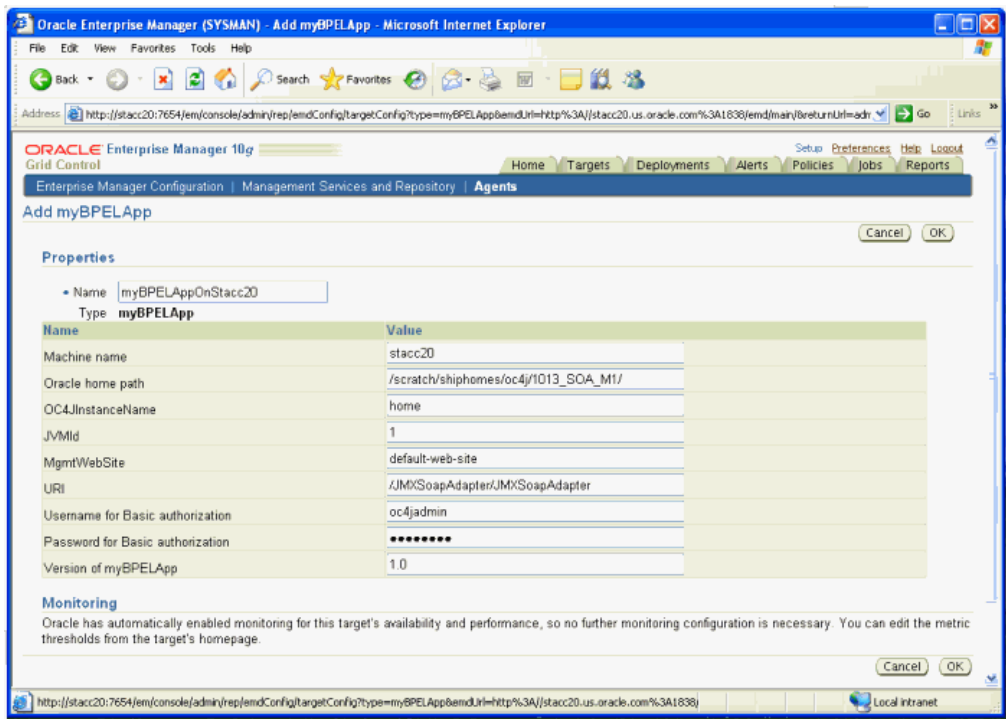 Oracle Enterprise Manager (SYSMAN) - Add myBPELApp - Microsoft Internet Explorer
File Edit View Favorites Tools Help
Back Search Favorites
Address http://stacc20:7654/em/console/admin/rep/emdConfig/targetConfig?type=myBPELApp&emdUrl=http%3A//stacc20.us.oracle.com%3A1838/emd/main/&returnUrl=adr Go Links »
ORACLE Enterprise Manager 10g
Setup Preferences Help Logout
Grid Control
Home Targets Deployments Alerts Policies Jobs Reports
Enterprise Manager Configuration | Management Services and Repository | Agents
Add myBPELApp
Cancel OK
Properties
Name myBPELAppOnStacc20
Type myBPELApp
Name Value
Machine name stacc20
Oracle home path /scratch/shiphomes/oc4j/1013_SOA_M1/
OC4JInstanceName home
JVMId 1
MgmtWebSite default-web-site
URI /JMXSoapAdapter/JMXSoapAdapter
Username for Basic authorization oc4jadmin
Password for Basic authorization ••••••••
Version of myBPELApp 1.0
Monitoring
Oracle has automatically enabled monitoring for this target's availability and performance, so no further monitoring configuration is necessary. You can edit the metric
thresholds from the target's homepage.
Cancel OK
http://stacc20:7654/em/console/admin/rep/emdConfig/targetConfig?type=myBPELApp&emdUrl=http%3A//stacc20.us.oracle.com%3A1838/ Local intranet